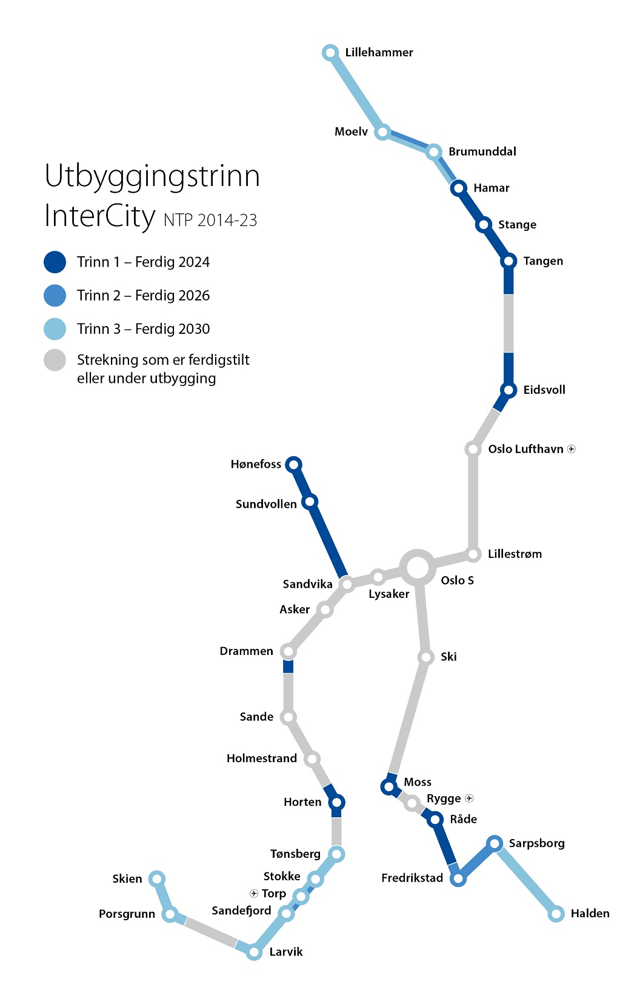 Lillehammer
Moelv
Brumunddal
Utbyggingstrinn
InterCity NTP 2014-23
Hamar
Stange
Trinn 1 – Ferdig 2024
Tangen
Trinn 2 – Ferdig 2026
Trinn 3 – Ferdig 2030
Strekning som er ferdigstilt
eller under utbygging
Eidsvoll
Oslo Lufthavn
Hønefoss
Sundvollen
Lillestrøm
Oslo S
Sandvika
Lysaker
Asker
Drammen
Ski
Sande
Holmestrand
Moss
Rygge
Horten
Råde
Sarpsborg
Tønsberg
Stokke
Fredrikstad
Skien
Torp
Sandefjord
Porsgrunn
Halden
Larvik